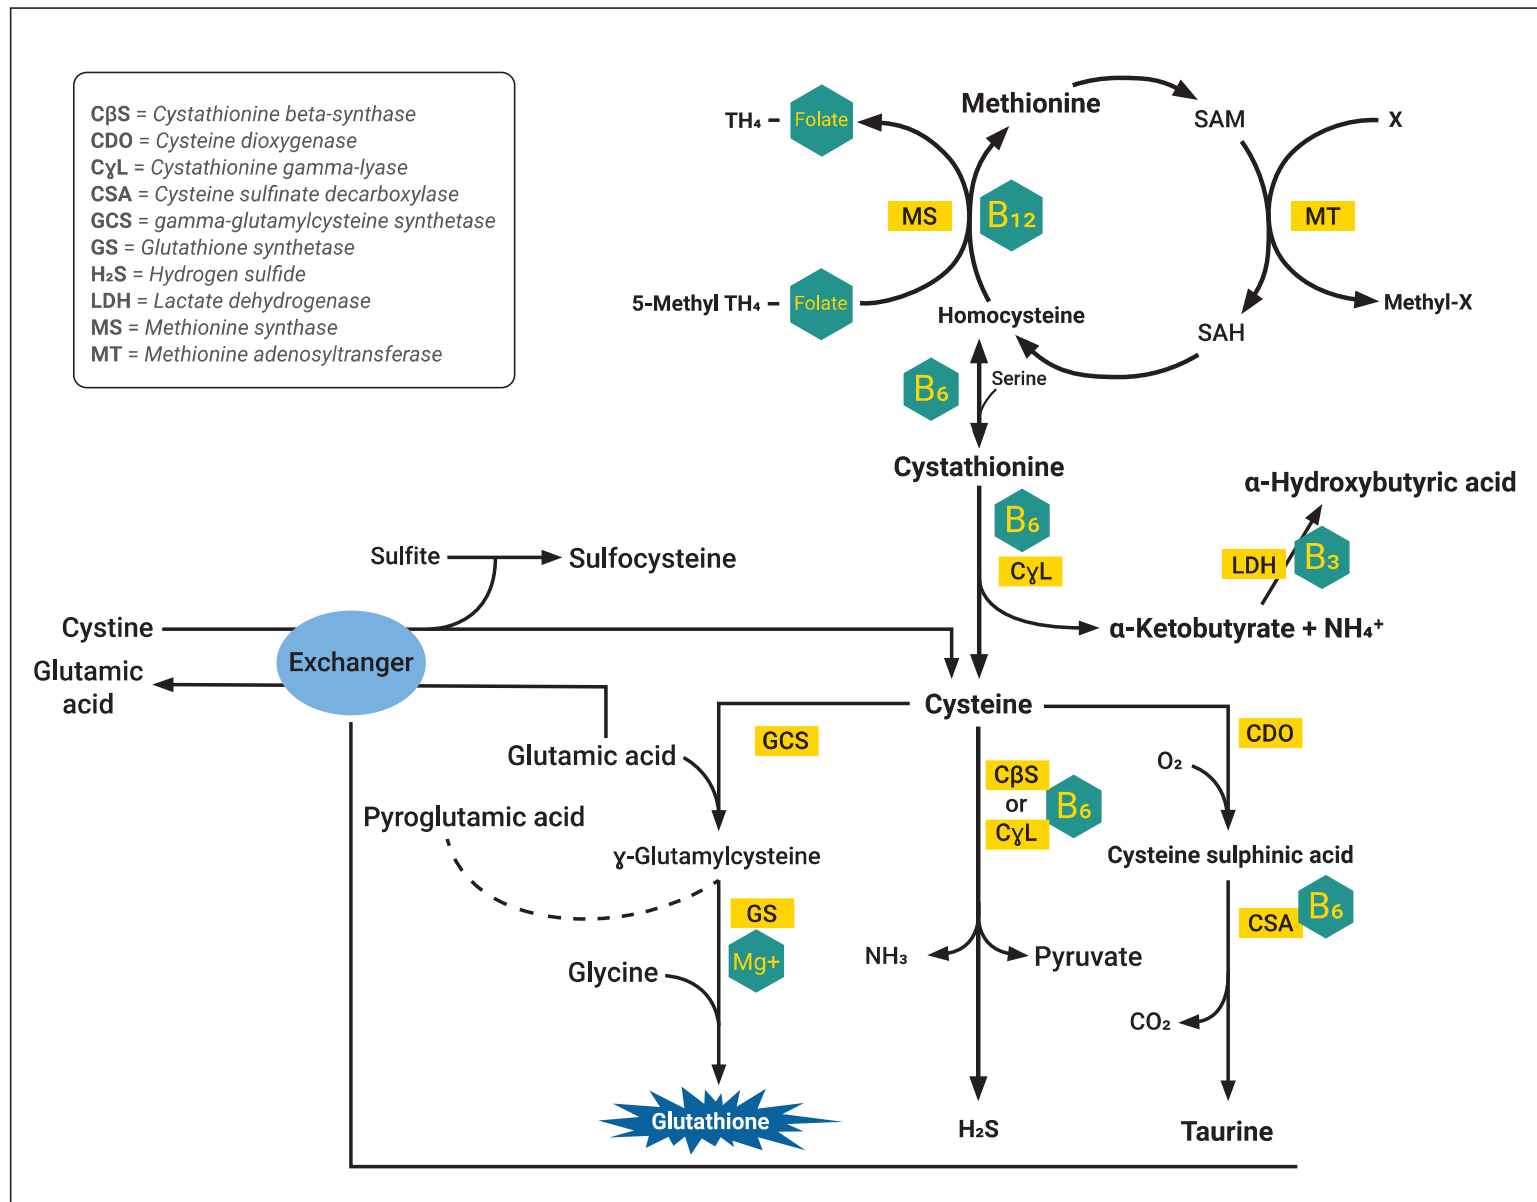 CβS = Cystathionine beta-synthase
CDO = Cysteine dioxygenase
CɣL = Cystathionine gamma-lyase
CSA = Cysteine sulfinate decarboxylase
GCS = gamma-glutamylcysteine synthetase
GS = Glutathione synthetase
H₂S = Hydrogen sulfide
LDH = Lactate dehydrogenase
MS = Methionine synthase
MT = Methionine adenosyltransferase
Methionine
TH₄ – Folate
SAM
X
MS
B₁₂
MT
5-Methyl TH₄ – Folate
Homocysteine
Methyl-X
SAH
B₆
Serine
Cystathionine
α-Hydroxybutyric acid
B₆
CɣL
LDH
B₃
Sulfite
Sulfocysteine
Cystine
α-Ketobutyrate + NH₄⁺
Exchanger
Glutamic
acid
Cysteine
GCS
CDO
Glutamic acid
O₂
CβS
or
CɣL
B₆
Pyroglutamic acid
ɣ-Glutamylcysteine
Cysteine sulphinic acid
GS
CSA
B₆
Mg+
Glycine
NH₃
Pyruvate
CO₂
Glutathione
H₂S
Taurine